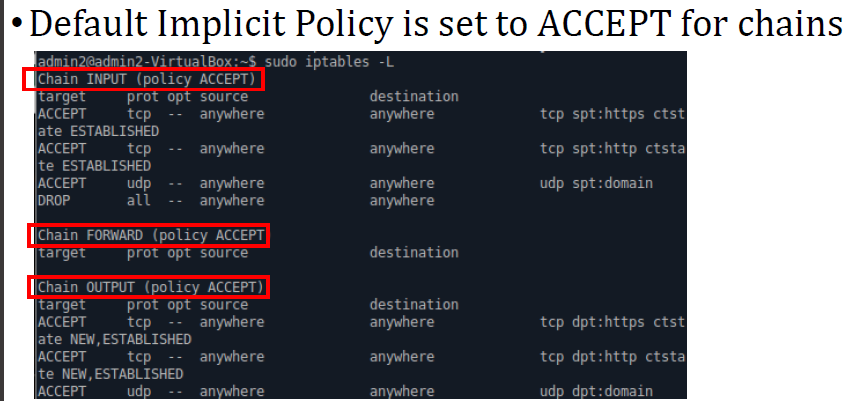 • Default Implicit Policy is set to ACCEPT for chains
admin2@admin2-VirtualBox:~$ sudo iptables -L
Chain INPUT (policy ACCEPT)
target     prot opt source               destination
ACCEPT     tcp  --  anywhere             anywhere             tcp spt:https ctst
ate ESTABLISHED
ACCEPT     tcp  --  anywhere             anywhere             tcp spt:http ctsta
te ESTABLISHED
ACCEPT     udp  --  anywhere             anywhere             udp spt:domain
DROP       all  --  anywhere             anywhere
Chain FORWARD (policy ACCEPT
target     prot opt source               destination
Chain OUTPUT (policy ACCEPT)
target     prot opt source               destination
ACCEPT     tcp  --  anywhere             anywhere             tcp dpt:https ctst
ate NEW,ESTABLISHED
ACCEPT     tcp  --  anywhere             anywhere             tcp dpt:http ctsta
te NEW,ESTABLISHED
ACCEPT     udp  --  anywhere             anywhere             udp dpt:domain